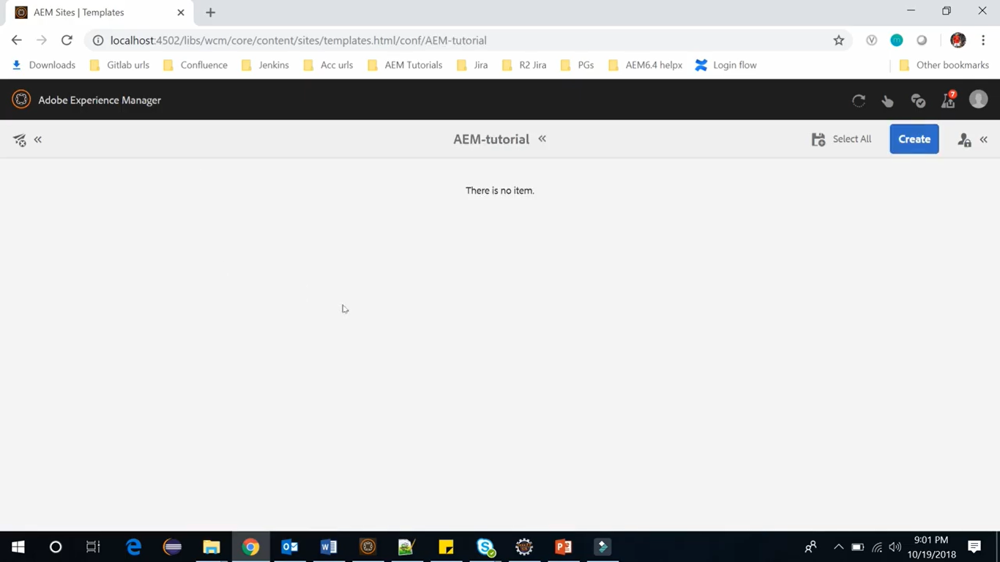 AEM Sites | Templates
localhost:4502/libs/wcm/core/content/sites/templates.html/conf/AEM-tutorial
Downloads Gitlab urls Confluence Jenkins Acc urls AEM Tutorials Jira R2 Jira PGs AEM6.4 helpx Login flow Other bookmarks
Adobe Experience Manager 7
AEM-tutorial Select All Create
There is no item.
9:01 PM
10/19/2018